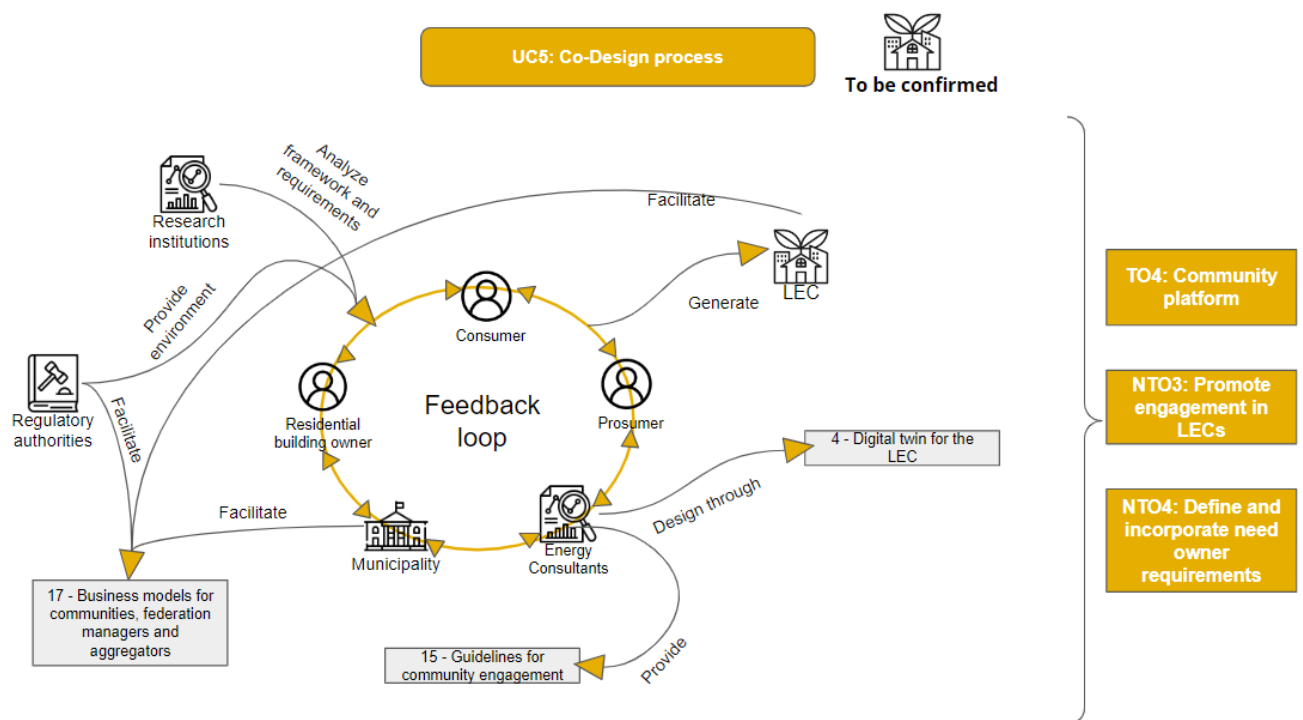 UC5: Co-Design process
To be confirmed
Research
institutions
Analyze
framework and
requirements
Facilitate
Provide
environment
Consumer
Generate
LEC
TO4: Community
platform
Regulatory
authorities
Facilitate
Residential
building owner
Feedback
loop
Prosumer
NTO3: Promote
engagement in
LECs
4 - Digital twin for the
LEC
Design through
Facilitate
Municipality
Energy
Consultants
NTO4: Define and
incorporate need
owner
requirements
17 - Business models for
communities, federation
managers and
aggregators
15 - Guidelines for
community engagement
Provide